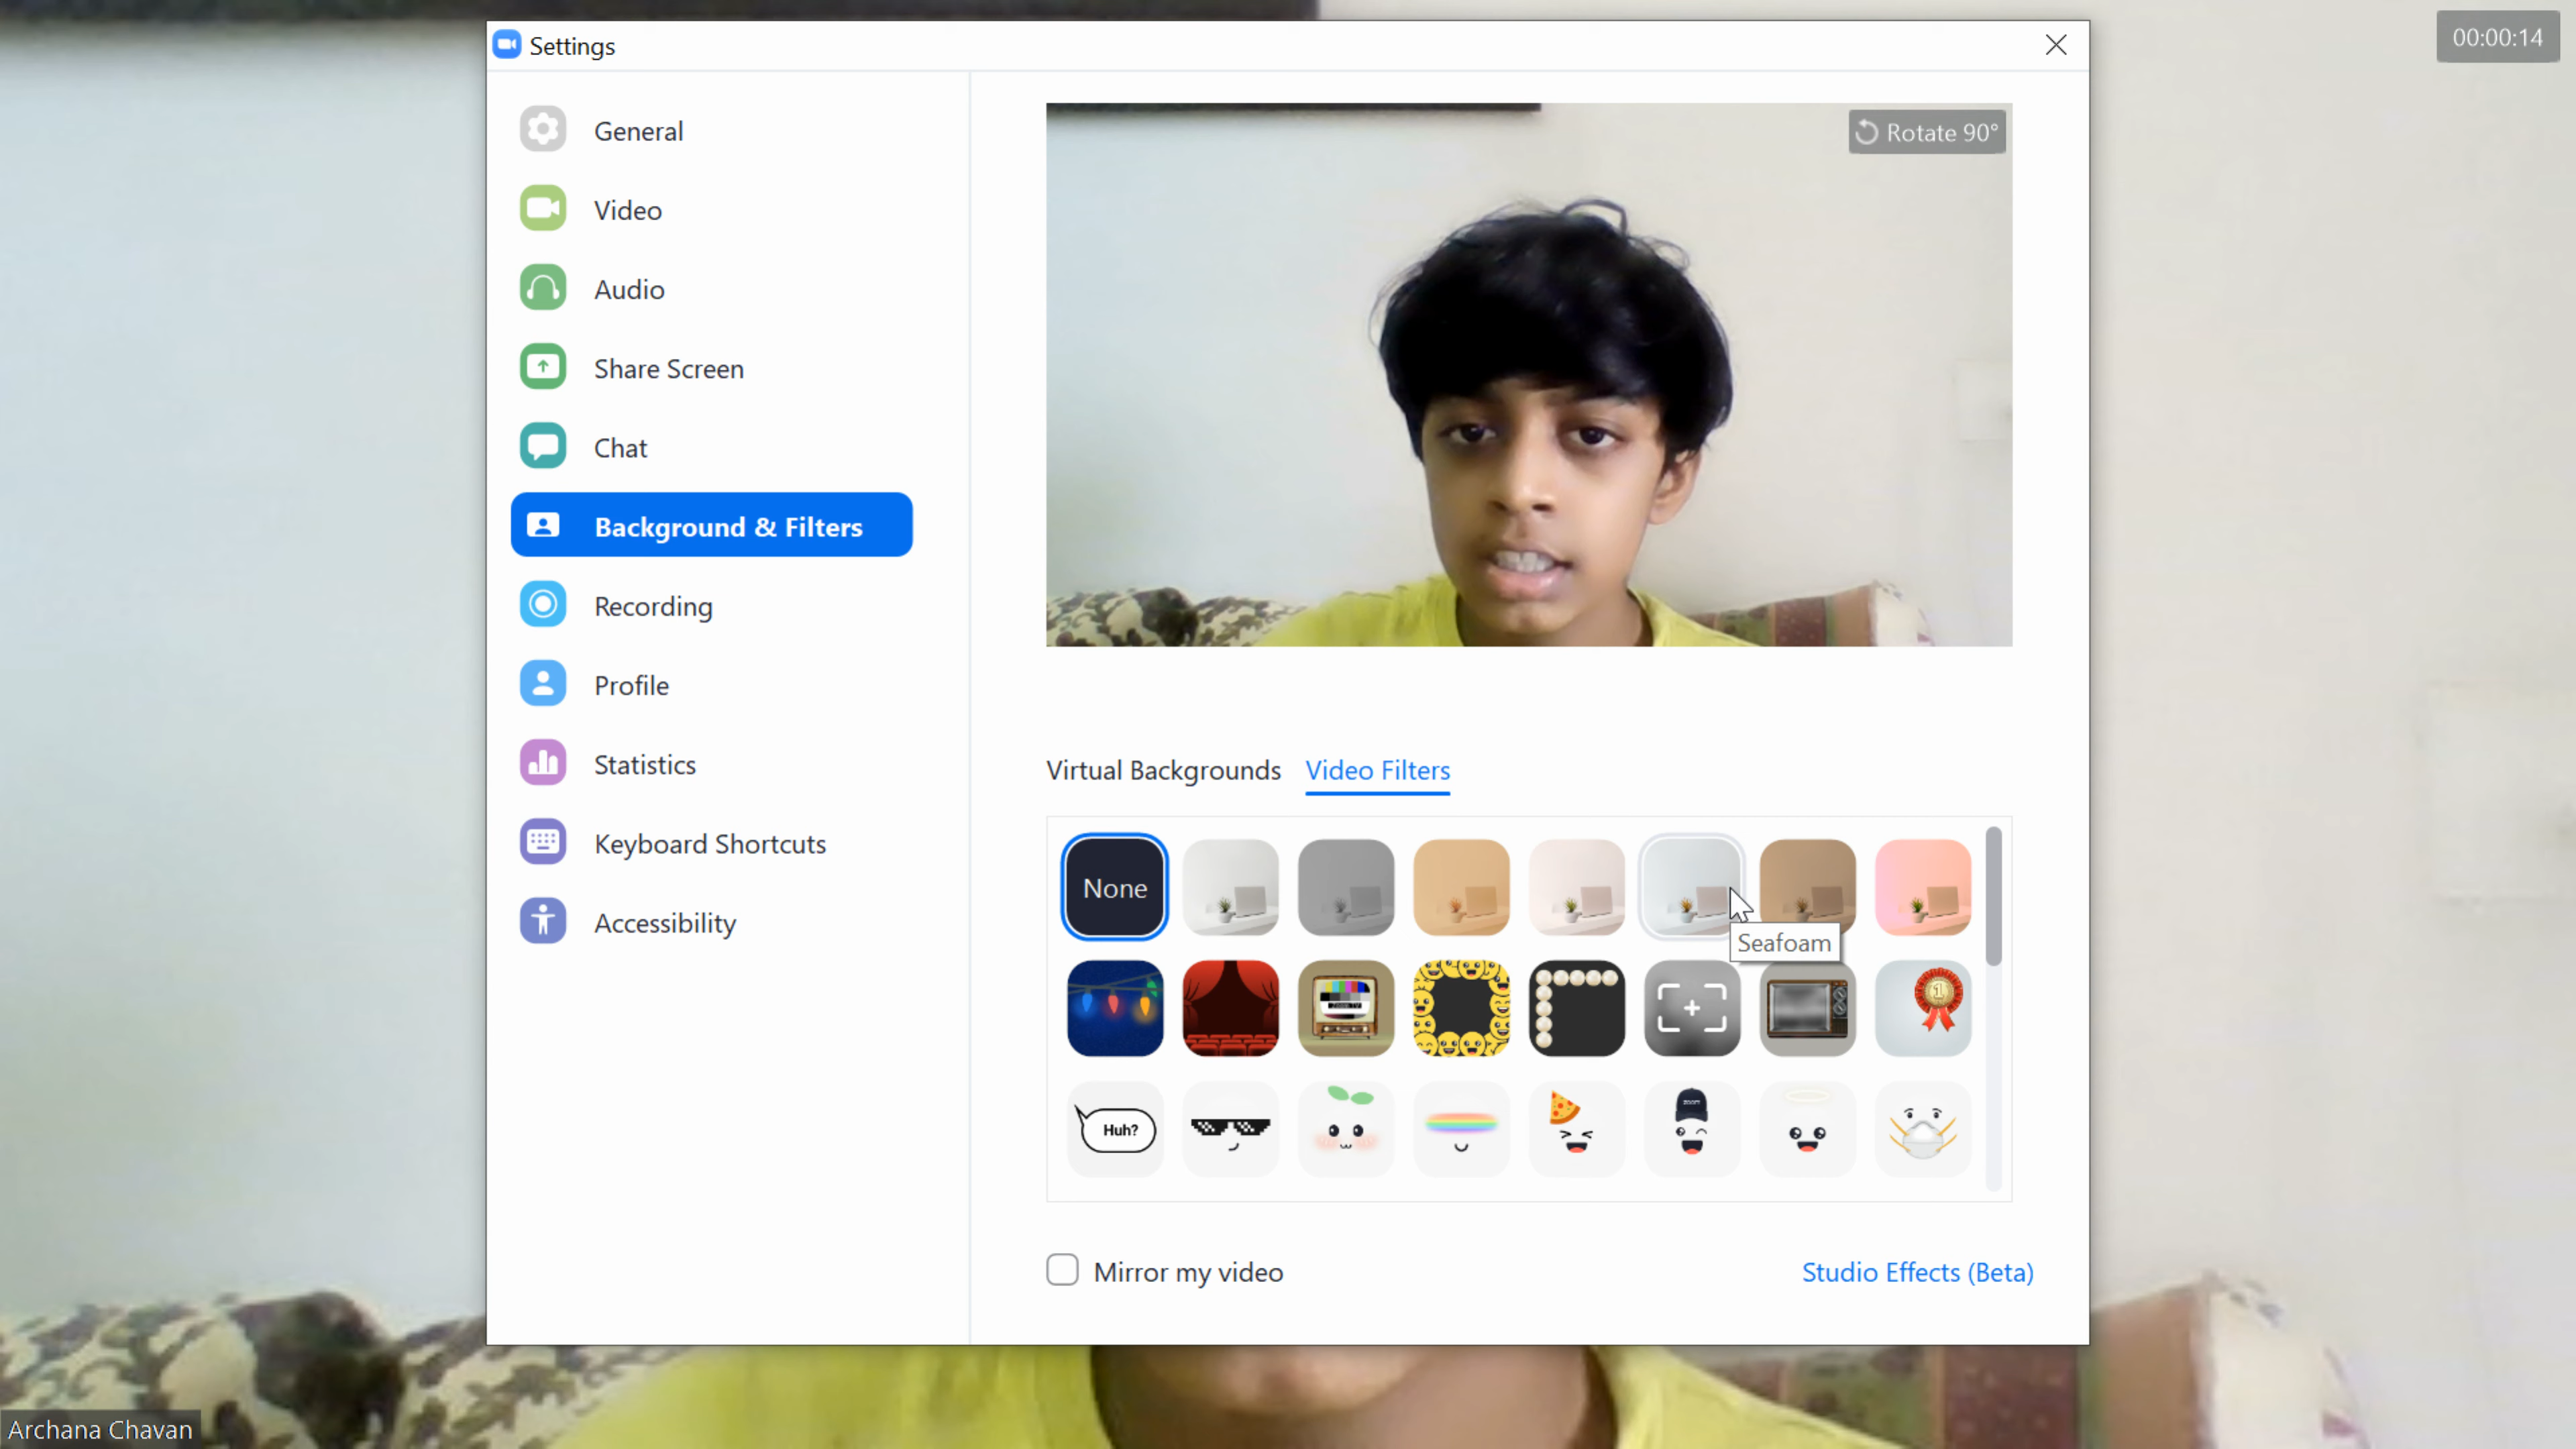 Settings
00:00:14
General
Video
Audio
Share Screen
Chat
Background & Filters
Recording
Profile
Statistics
Keyboard Shortcuts
Accessibility
Rotate 90°
Virtual Backgrounds
Video Filters
None
Seafoam
Huh?
zoom
Mirror my video
Studio Effects (Beta)
Archana Chavan